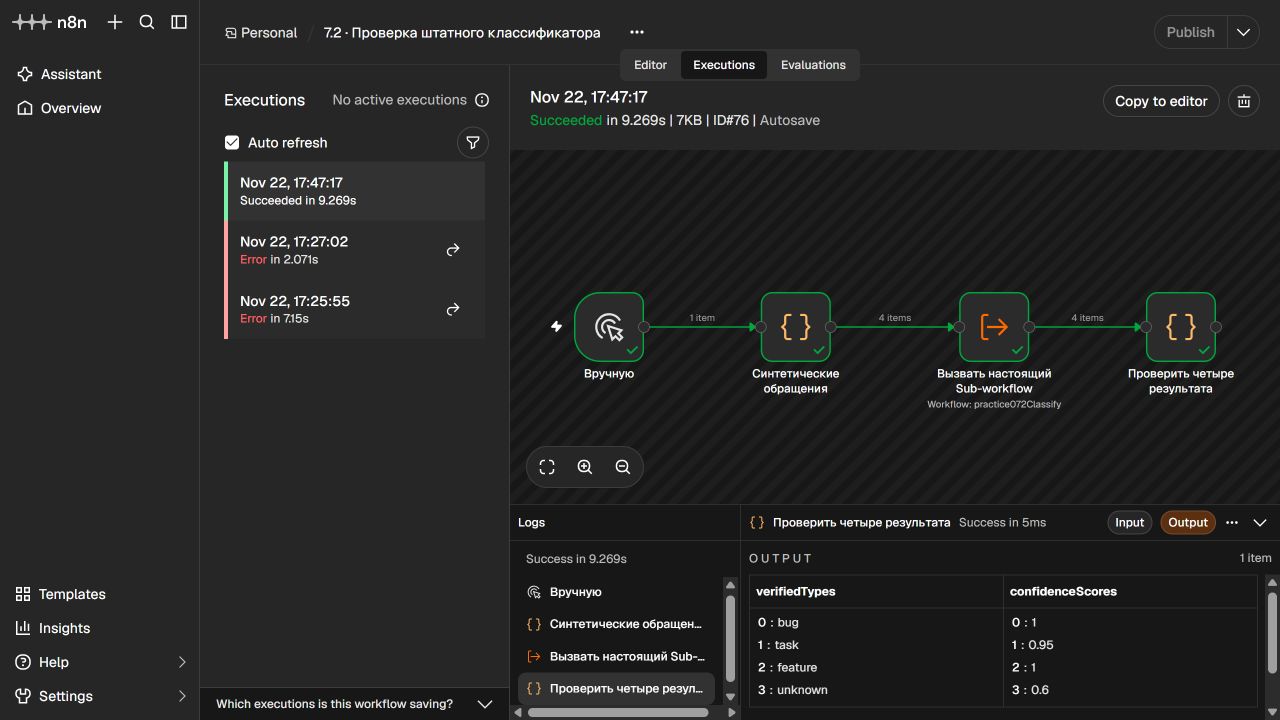 n8n
Assistant
Overview
Templates
Insights
Help
Settings
Personal / 7.2 · Проверка штатного классификатора
Publish
Editor
Executions
Evaluations
Executions
No active executions
Auto refresh
Nov 22, 17:47:17
Succeeded in 9.269s
Nov 22, 17:27:02
Error in 2.071s
Nov 22, 17:25:55
Error in 7.15s
Which executions is this workflow saving?
Nov 22, 17:47:17
Succeeded in 9.269s | 7KB | ID#76 | Autosave
Copy to editor
1 item
4 items
4 items
Вручную
Синтетические
обращения
Вызвать настоящий
Sub-workflow
Workflow: practice072Classify
Проверить четыре
результата
Logs
Success in 9.269s
Вручную
Синтетические обращен...
Вызвать настоящий Sub-...
Проверить четыре резул...
Проверить четыре результата Success in 5ms
Input
Output
OUTPUT
1 item
verifiedTypes confidenceScores
0 : bug 0 : 1
1 : task 1 : 0.95
2 : feature 2 : 1
3 : unknown 3 : 0.6